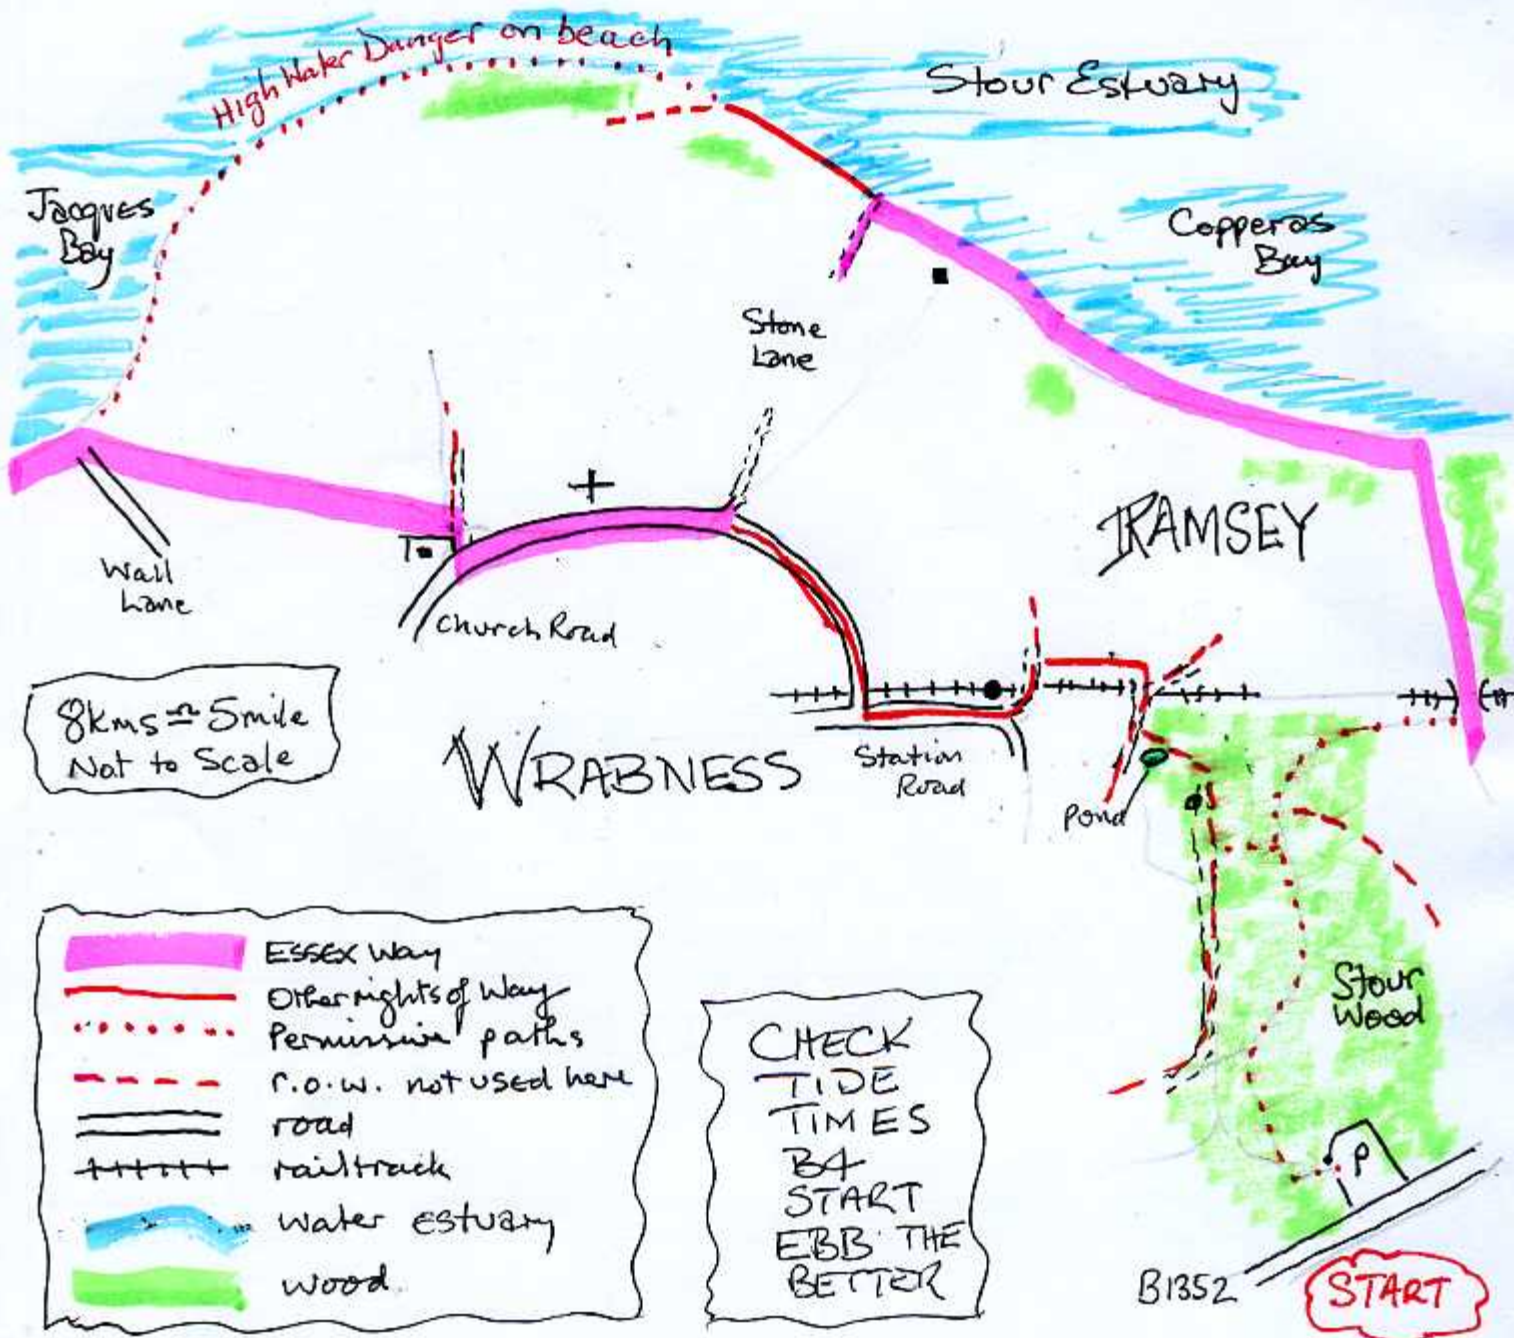 High Water Danger on beach
Stour Estuary
Jacques
Bay
Copperas
Bay
Stone
Lane
RAMSEY
Wall
Lane
Church Road
8kms ≏ 5mile
Not to Scale
WRABNESS
Station
Road
Pond
Stour
Wood
P
ESSEX Way
Other rights of Way
Permissive paths
r.o.w. not used here
road
railtrack
water estuary
wood
CHECK
TIDE
TIMES
B4
START
EBB THE
BETTER
B1352
START